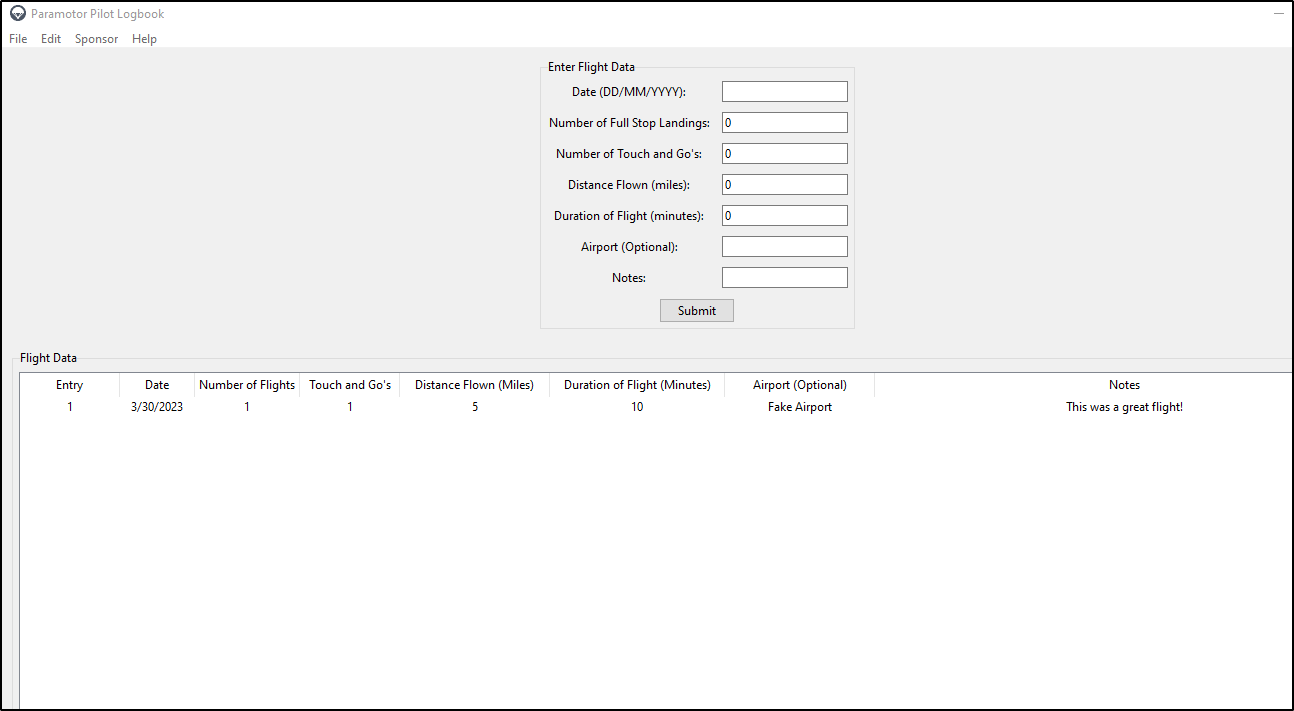 Paramotor Pilot Logbook
File Edit Sponsor Help
Enter Flight Data
Date (DD/MM/YYYY):
Number of Full Stop Landings: 0
Number of Touch and Go's: 0
Distance Flown (miles): 0
Duration of Flight (minutes): 0
Airport (Optional):
Notes:
Submit
Flight Data
Entry Date Number of Flights Touch and Go's Distance Flown (Miles) Duration of Flight (Minutes) Airport (Optional) Notes
1 3/30/2023 1 1 5 10 Fake Airport This was a great flight!